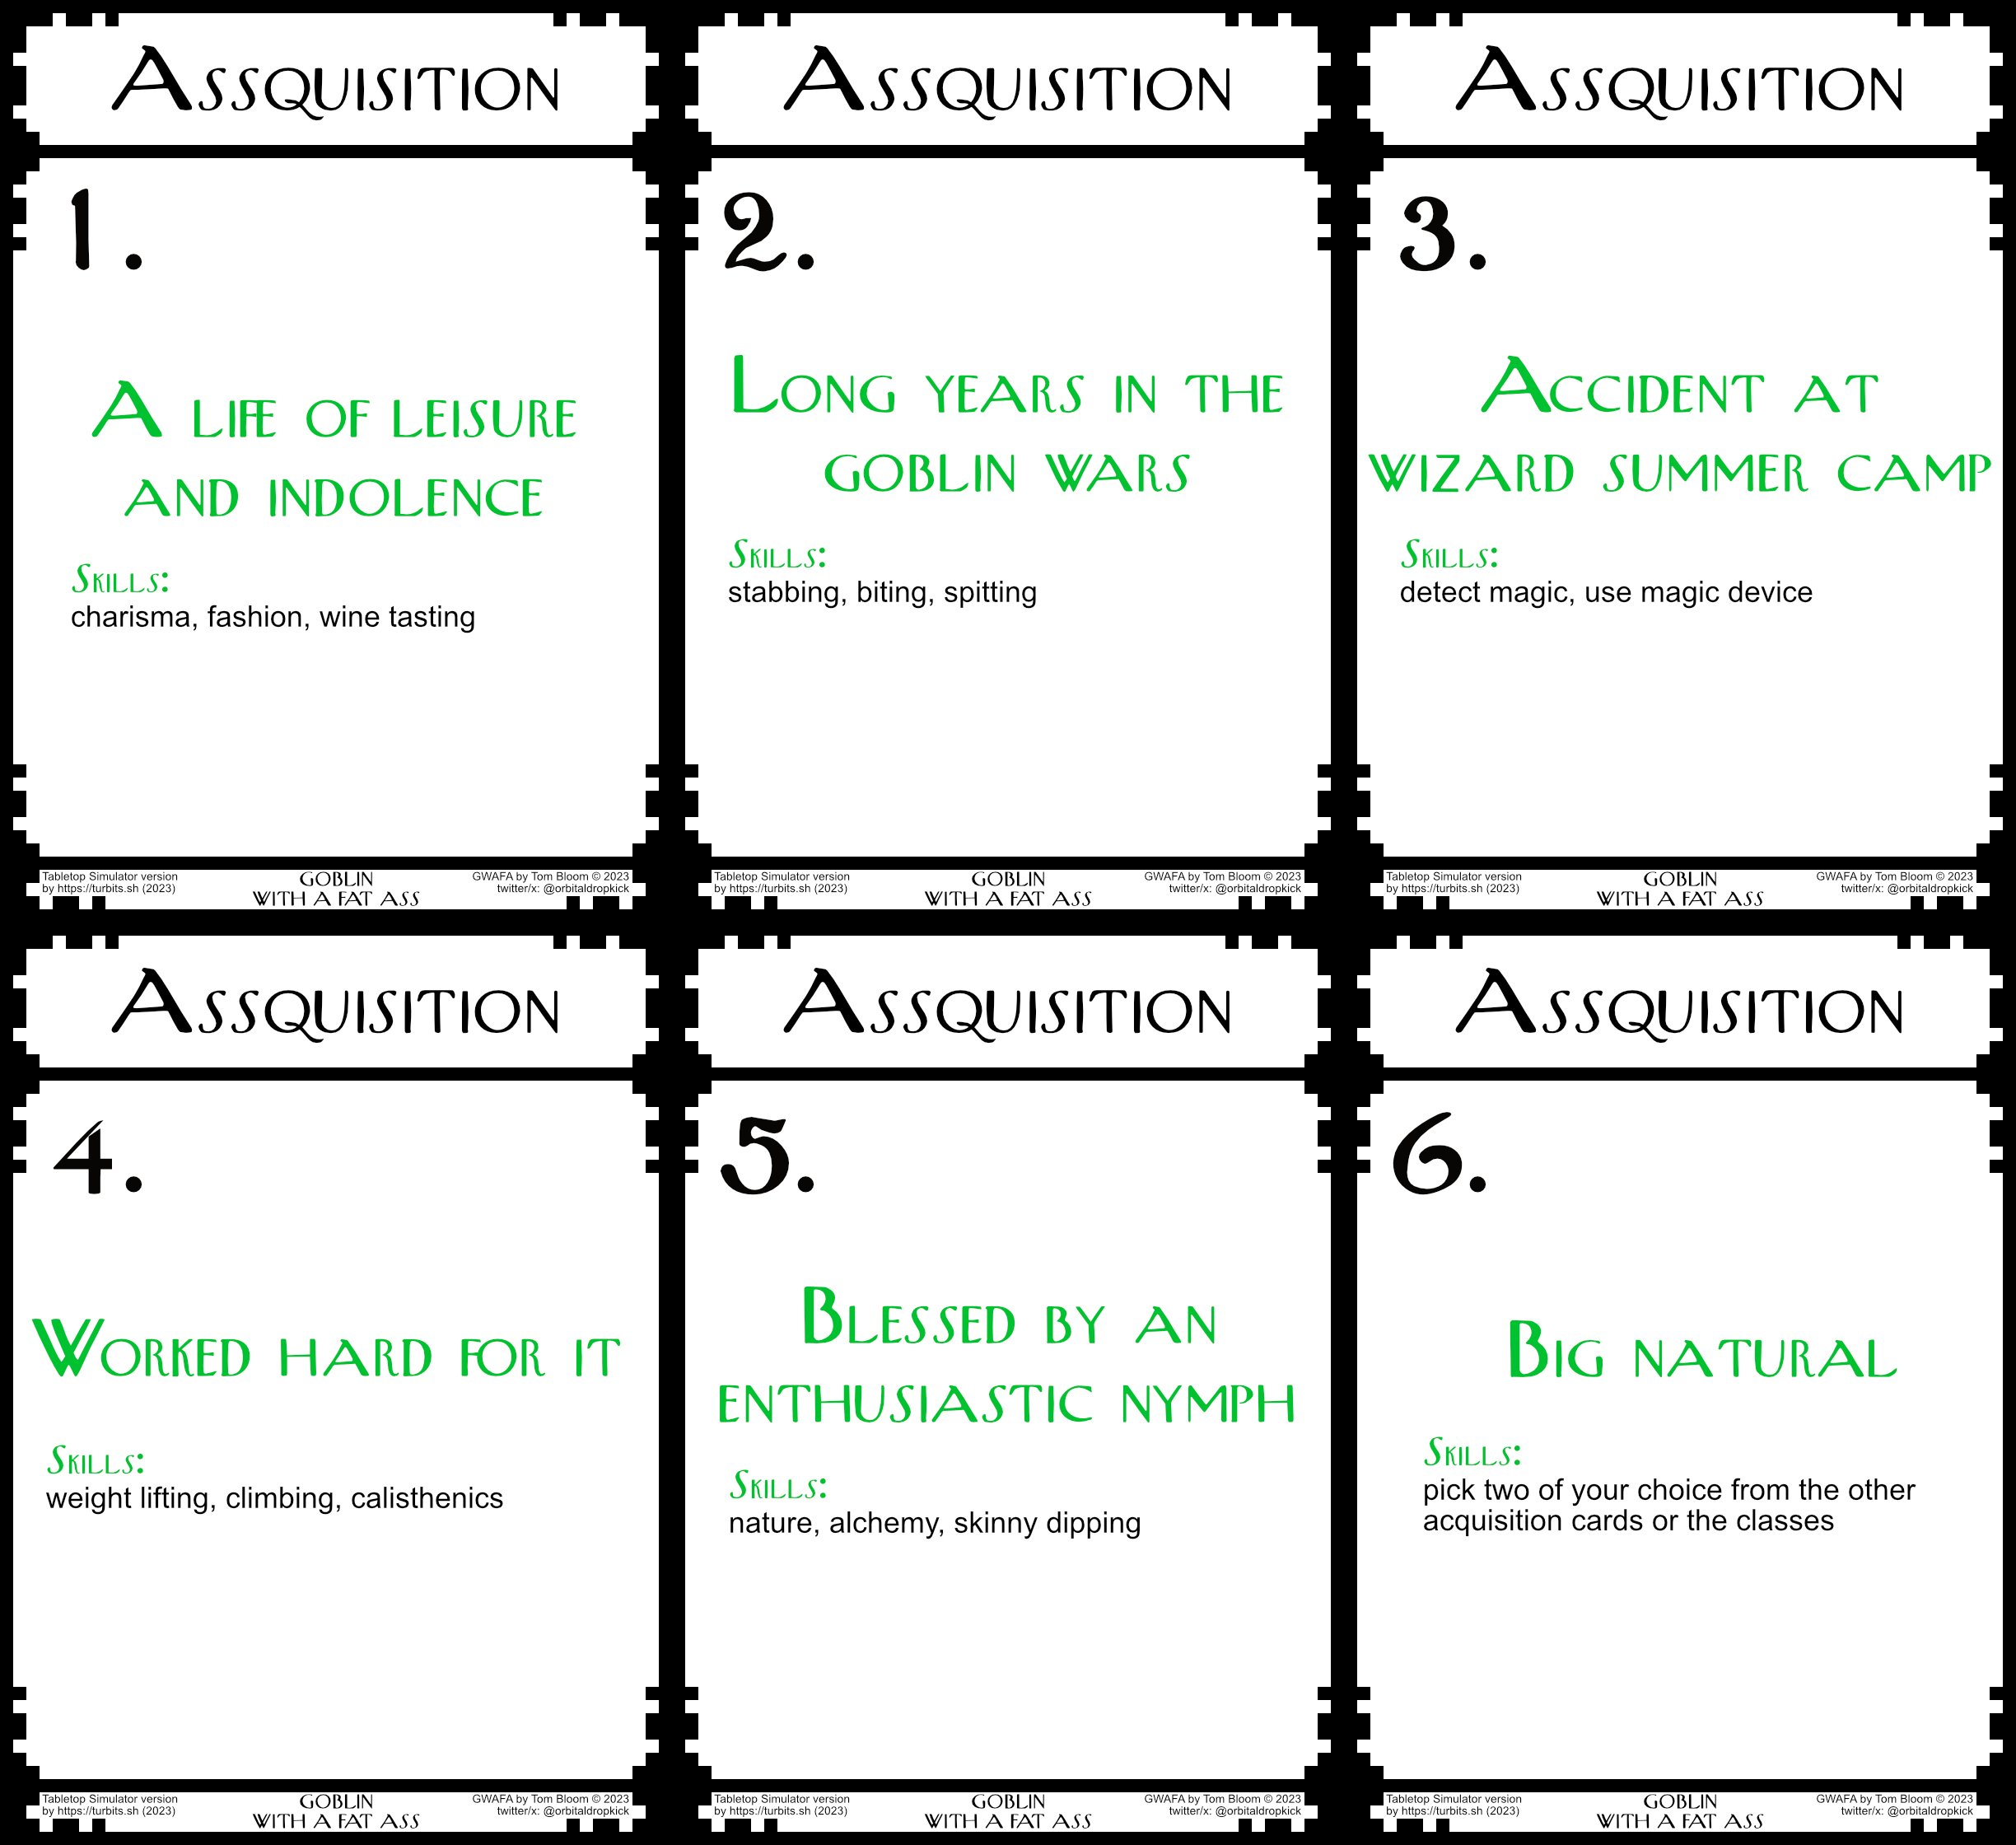 Assquisition
1.
A life of leisure
and indolence
Skills:
charisma, fashion, wine tasting
Tabletop Simulator version
by https://turbits.sh (2023)
Goblin
with a fat ass
GWAFA by Tom Bloom © 2023
twitter/x: @orbitaldropkick
Assquisition
2.
Long years in the
goblin wars
Skills:
stabbing, biting, spitting
Tabletop Simulator version
by https://turbits.sh (2023)
Goblin
with a fat ass
GWAFA by Tom Bloom © 2023
twitter/x: @orbitaldropkick
Assquisition
3.
Accident at
wizard summer camp
Skills:
detect magic, use magic device
Tabletop Simulator version
by https://turbits.sh (2023)
Goblin
with a fat ass
GWAFA by Tom Bloom © 2023
twitter/x: @orbitaldropkick
Assquisition
4.
Worked hard for it
Skills:
weight lifting, climbing, calisthenics
Tabletop Simulator version
by https://turbits.sh (2023)
Goblin
with a fat ass
GWAFA by Tom Bloom © 2023
twitter/x: @orbitaldropkick
Assquisition
5.
Blessed by an
enthusiastic nymph
Skills:
nature, alchemy, skinny dipping
Tabletop Simulator version
by https://turbits.sh (2023)
Goblin
with a fat ass
GWAFA by Tom Bloom © 2023
twitter/x: @orbitaldropkick
Assquisition
6.
Big natural
Skills:
pick two of your choice from the other
acquisition cards or the classes
Tabletop Simulator version
by https://turbits.sh (2023)
Goblin
with a fat ass
GWAFA by Tom Bloom © 2023
twitter/x: @orbitaldropkick